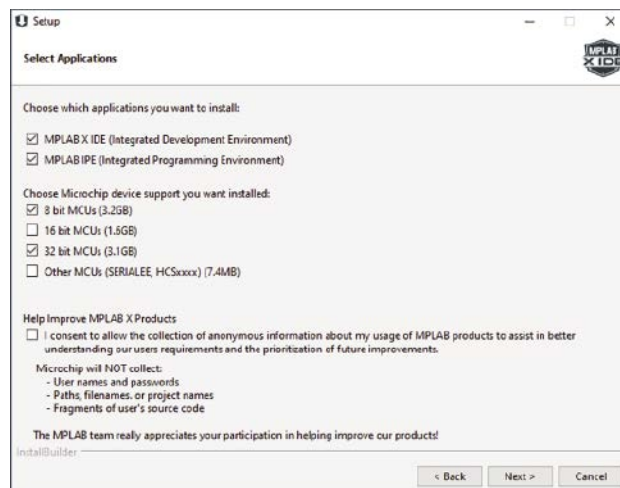 Setup
Select Applications
MPLAB
X IDE
Choose which applications you want to install:
MPLAB X IDE (Integrated Development Environment)
MPLAB IPE (Integrated Programming Environment)
Choose Microchip device support you want installed:
8 bit MCUs (3.2GB)
16 bit MCUs (1.6GB)
32 bit MCUs (3.1GB)
Other MCUs (SERIALEE, HCSxxxx) (7.4MB)
Help Improve MPLAB X Products
I consent to allow the collection of anonymous information about my usage of MPLAB products to assist in better
understanding our users requirements and the prioritization of future improvements.
Microchip will NOT collect:
- User names and passwords
- Paths, filenames, or project names
- Fragments of user's source code
The MPLAB team really appreciates your participation in helping improve our products!
InstallBuilder
< Back Next > Cancel